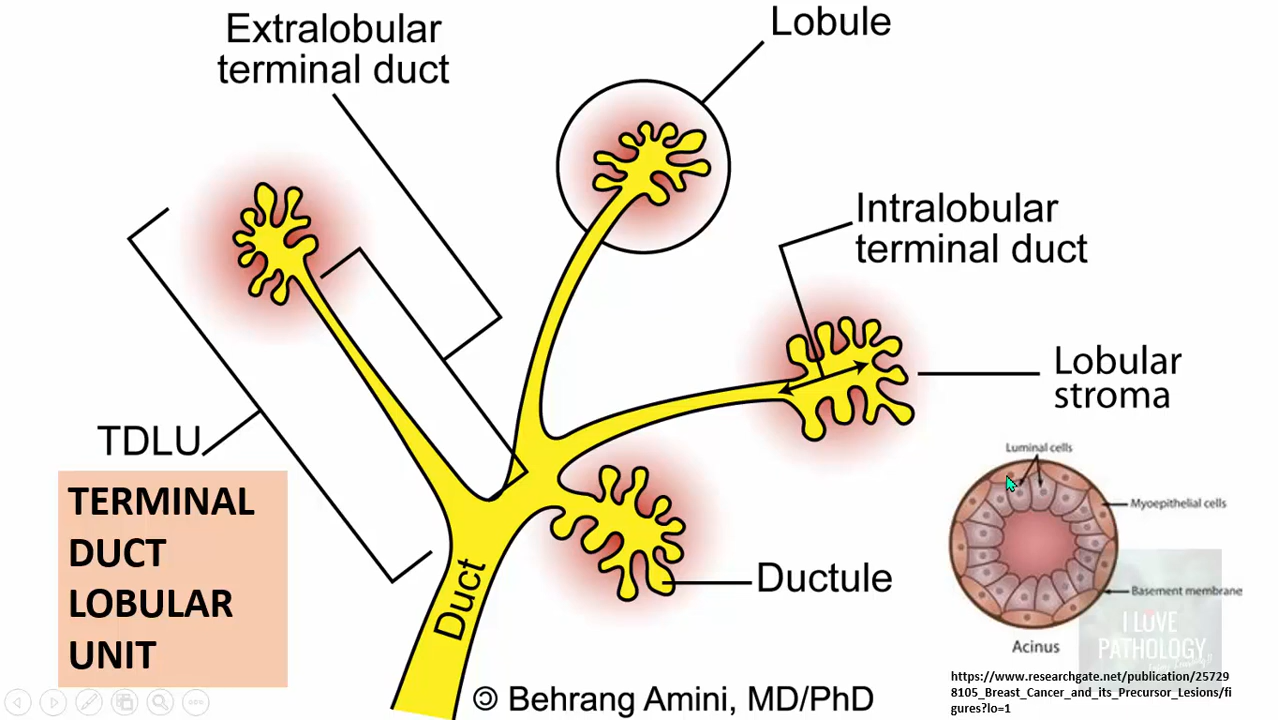 Extralobular
terminal duct
Lobule
Intralobular
terminal duct
Lobular
stroma
TDLU
TERMINAL
DUCT
LOBULAR
UNIT
Duct
Ductule
Luminal cells
Myoepithelial cells
Basement membrane
Acinus
I LOVE
PATHOLOGY
© Behrang Amini, MD/PhD
https://www.researchgate.net/publication/25729
8105_Breast_Cancer_and_its_Precursor_Lesions/fi
gures?lo=1